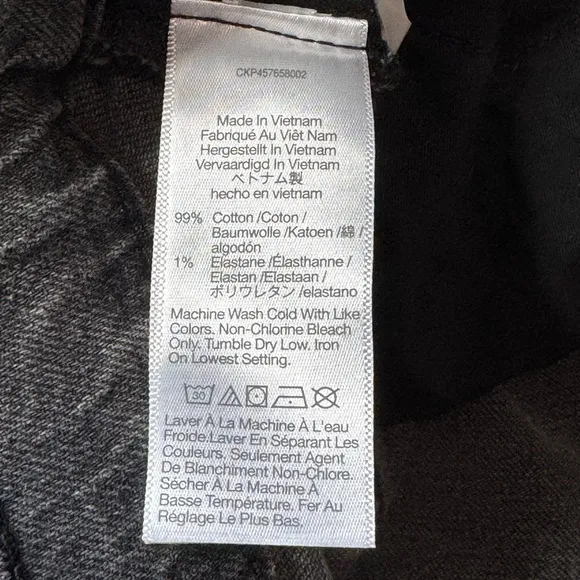 CKP457658002
Made In Vietnam
Fabriqué Au Viêt Nam
Hergestellt In Vietnam
Vervaardigd In Vietnam
ベトナム製
hecho en vietnam
99% Cotton /Coton /
Baumwolle /Katoen /綿 /
algodón
1% Elastane /Élasthanne /
Elastan /Elastaan /
ポリウレタン /elastano
Machine Wash Cold With Like
Colors. Non-Chlorine Bleach
Only. Tumble Dry Low. Iron
On Lowest Setting.
30
Laver À La Machine À L'eau
Froide.Laver En Séparant Les
Couleurs. Seulement Agent
De Blanchiment Non-Chlore.
Sécher À La Machine À
Basse Température. Fer Au
Réglage Le Plus Bas.